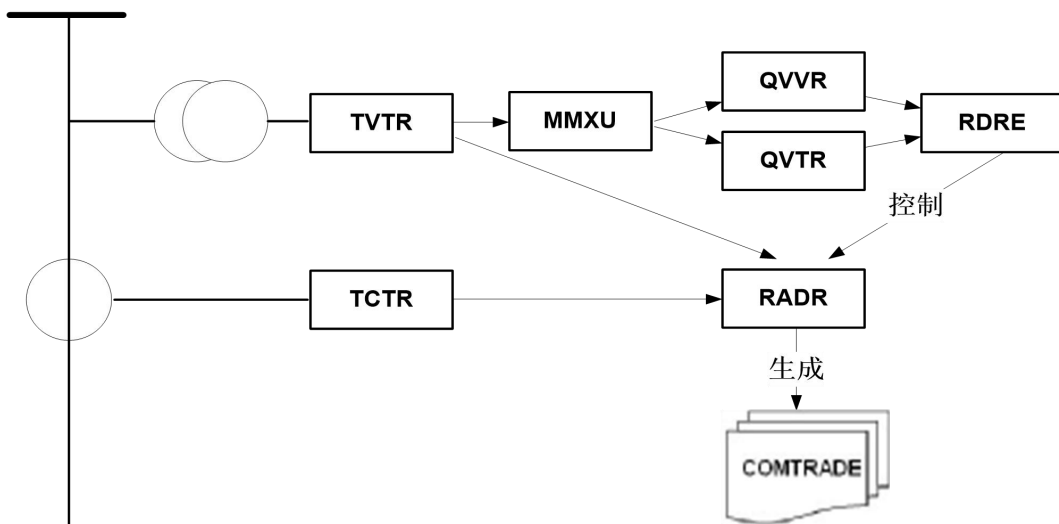 QVVR
TVTR
MMXU
RDRE
QVTR
控制
TCTR
RADR
生成
COMTRADE